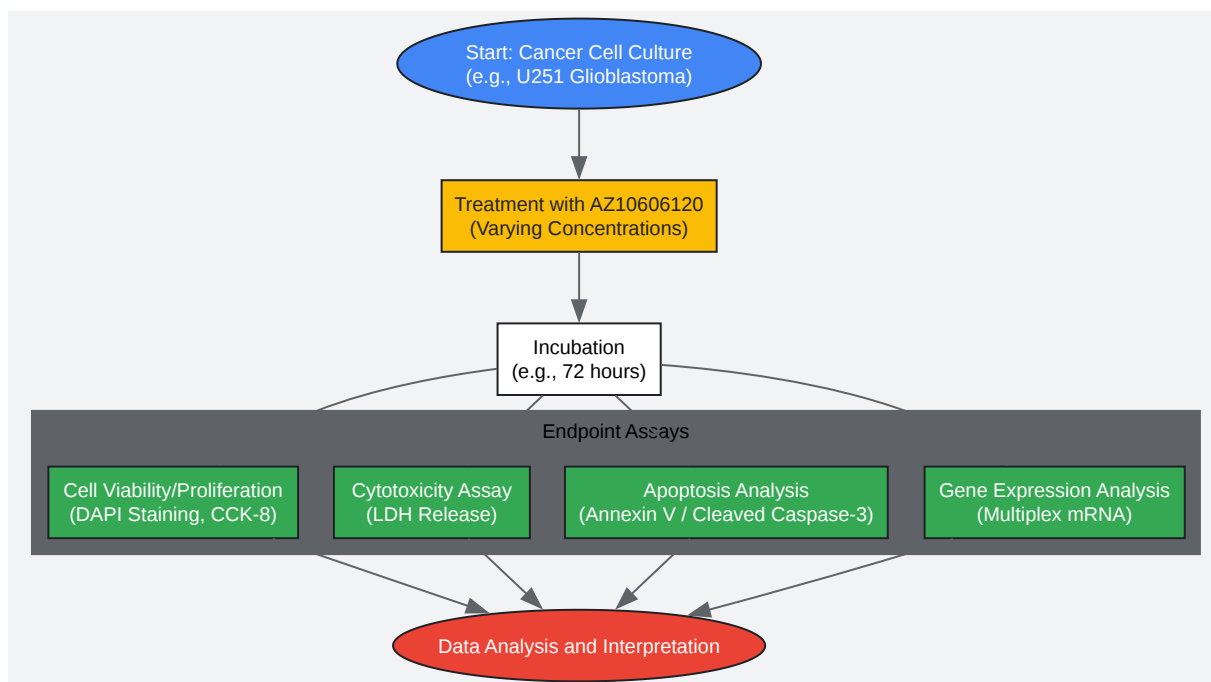 Start: Cancer Cell Culture
(e.g., U251 Glioblastoma)
Treatment with AZ10606120
(Varying Concentrations)
Incubation
(e.g., 72 hours)
Endpoint Assays
Cell Viability/Proliferation
(DAPI Staining, CCK-8)
Cytotoxicity Assay
(LDH Release)
Apoptosis Analysis
(Annexin V / Cleaved Caspase-3)
Gene Expression Analysis
(Multiplex mRNA)
Data Analysis and Interpretation